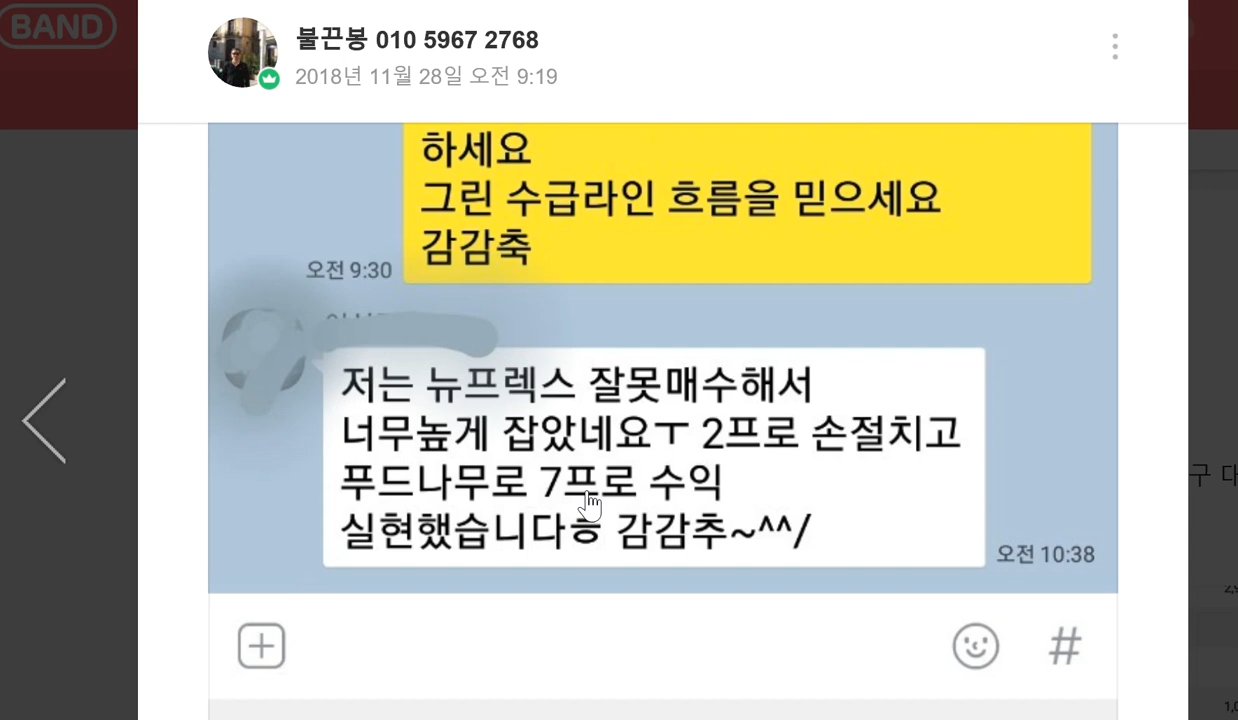 BAND
불끈봉 010 5967 2768
2018년 11월 28일 오전 9:19
하세요
그린 수급라인 흐름을 믿으세요
감감축
오전 9:30
저는 뉴프렉스 잘못매수해서
너무높게 잡았네요ㅜ 2프로 손절치고
푸드나무로 7프로 수익
실현했습니다ㅎ 감감추~^^/
오전 10:38
구 대